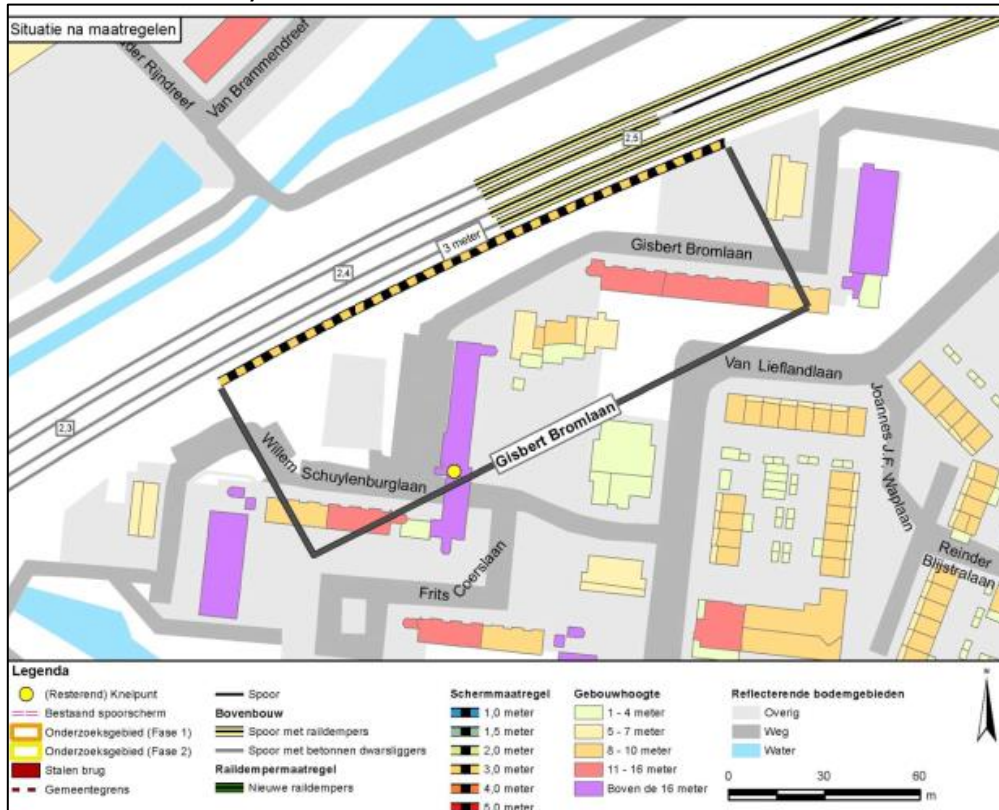 Situatie na maatregelen
der Rijndreef
Van Brammendreef
2,5
3 meter
2,4
2,3
Gisbert Bromlaan
Van Lieflandlaan
Joannes J.F. Waplaan
Gisbert Bromlaan
Willem Schuylenburglaan
Frits Coerslaan
Reinder
Blijstralaan
Legenda
(Resterend) Knelpunt
Bestaand spoorscherm
Onderzoeksgebied (Fase 1)
Onderzoeksgebied (Fase 2)
Stalen brug
Gemeentegrens
Spoor
Bovenbouw
Spoor met raildempers
Spoor met betonnen dwarsliggers
Raildempermaatregel
Nieuwe raildempers
Schermmaatregel
1,0 meter
1,5 meter
2,0 meter
3,0 meter
4,0 meter
5,0 meter
Gebouwhoogte
1 - 4 meter
5 - 7 meter
8 - 10 meter
11 - 16 meter
Boven de 16 meter
Reflecterende bodemgebieden
Overig
Weg
Water
0 30 60
m